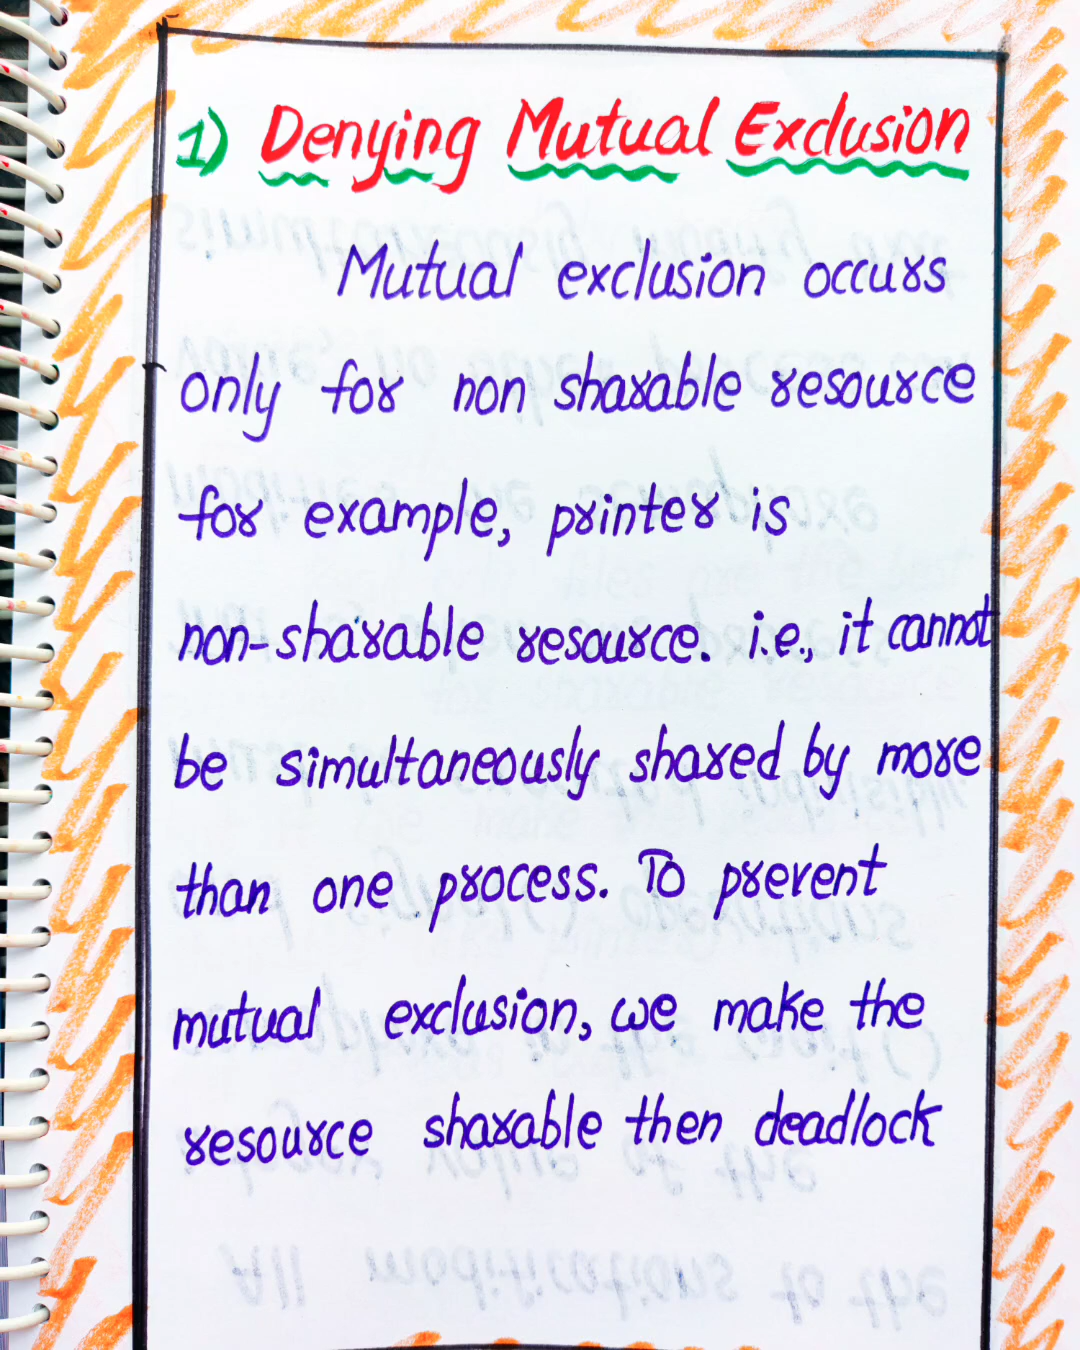 1) Denying Mutual Exclusion
Mutual exclusion occurs
only for non sharable resource
for example, printer is
non-sharable resource. i.e., it cannot
be simultaneously shared by more
than one process. To prevent
mutual exclusion, we make the
resource sharable then deadlock